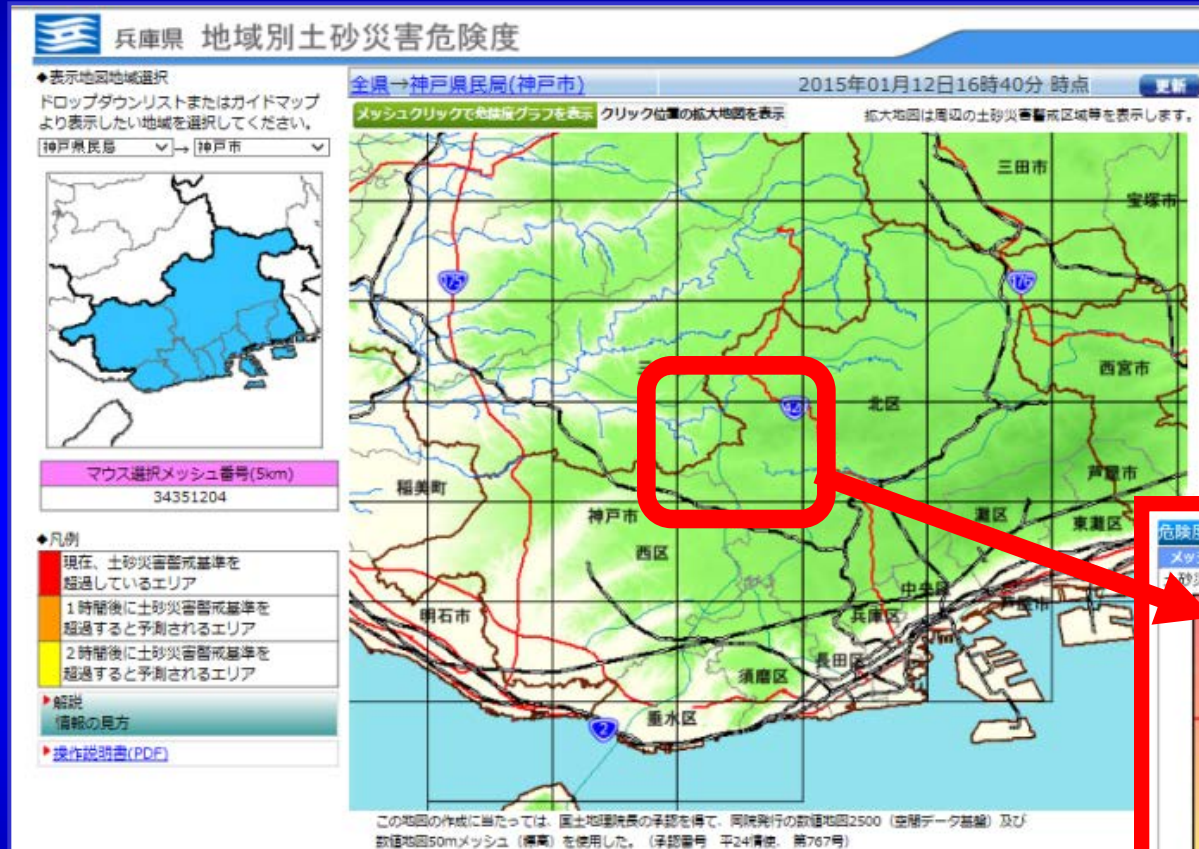 兵庫県 地域別土砂災害危険度
◆表示地図地域選択
ドロップダウンリストまたはガイドマップ
より表示したい地域を選択してください。
神戸県民局 → 神戸市
マウス選択メッシュ番号(5km)
34351204
◆凡例
現在、土砂災害警戒基準を
超過しているエリア
1時間後に土砂災害警戒基準を
超過すると予測されるエリア
2時間後に土砂災害警戒基準を
超過すると予測されるエリア
解説
情報の見方
操作説明書(PDF)
全県→神戸県民局(神戸市)
2015年01月12日16時40分 時点
更新
メッシュクリックで危険度グラフを表示
クリック位置の拡大地図を表示
拡大地図は周辺の土砂災害警戒区域等を表示します。
三田市
宝塚市
175
176
三
西宮市
北区
稲美町
芦屋市
神戸市
灘区
東灘区
西区
中央区
明石市
兵庫区
芦屋市
長田区
須磨区
垂水区
2
この地図の作成に当たっては、国土地理院長の承認を得て、同院発行の数値地図2500(空間データ基盤)及び
数値地図50mメッシュ(標高)を使用した。(承認番号 平24情使、第767号)
危険度
メッシ